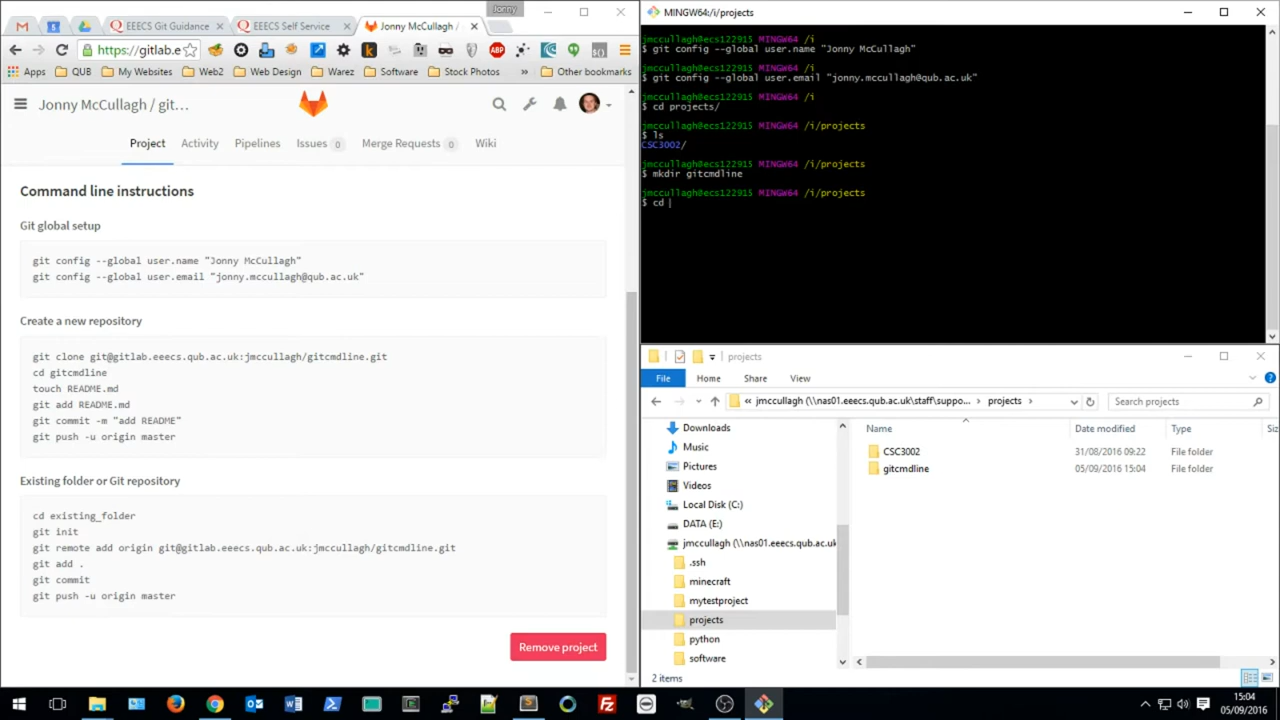 Jonny
EEECS Git Guidance
EEECS Self Service
Jonny McCullagh
https://gitlab.e
Apps
QUB
My Websites
Web2
Web Design
Warez
Software
Stock Photos
»
Other bookmarks
Jonny McCullagh / git…
Project
Activity
Pipelines
Issues 0
Merge Requests 0
Wiki
Command line instructions
Git global setup
git config --global user.name "Jonny McCullagh"
git config --global user.email "jonny.mccullagh@qub.ac.uk"
Create a new repository
git clone git@gitlab.eeecs.qub.ac.uk:jmccullagh/gitcmdline.git
cd gitcmdline
touch README.md
git add README.md
git commit -m "add README"
git push -u origin master
Existing folder or Git repository
cd existing_folder
git init
git remote add origin git@gitlab.eeecs.qub.ac.uk:jmccullagh/gitcmdline.git
git add .
git commit
git push -u origin master
Remove project
MINGW64:/i/projects
jmccullagh@ecs122915 MINGW64 /i
$ git config --global user.name "Jonny McCullagh"
jmccullagh@ecs122915 MINGW64 /i
$ git config --global user.email "jonny.mccullagh@qub.ac.uk"
jmccullagh@ecs122915 MINGW64 /i
$ cd projects/
jmccullagh@ecs122915 MINGW64 /i/projects
$ ls
CSC3002/
jmccullagh@ecs122915 MINGW64 /i/projects
$ mkdir gitcmdline
jmccullagh@ecs122915 MINGW64 /i/projects
$ cd
projects
File
Home
Share
View
« jmccullagh (\\nas01.eeecs.qub.ac.uk\staff\suppo... > projects >
Search projects
Downloads
Music
Pictures
Videos
Local Disk (C:)
DATA (E:)
jmccullagh (\\nas01.eeecs.qub.ac.uk
.ssh
minecraft
mytestproject
projects
python
software
Name
Date modified
Type
Siz
CSC3002
31/08/2016 09:22
File folder
gitcmdline
05/09/2016 15:04
File folder
2 items
15:04
05/09/2016